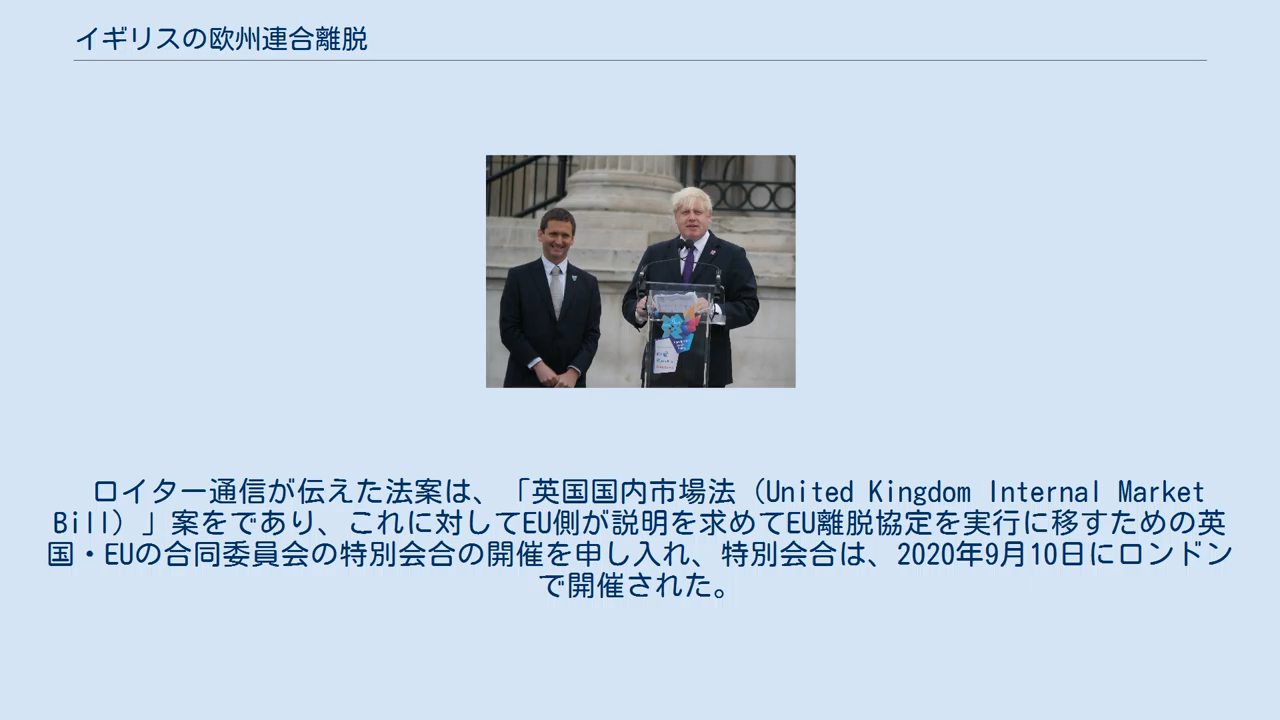 イギリスの欧州連合離脱
ロイター通信が伝えた法案は、「英国国内市場法（United Kingdom Internal Market
Bill）」案をであり、これに対してEU側が説明を求めてEU離脱協定を実行に移すための英
国・EUの合同委員会の特別会合の開催を申し入れ、特別会合は、2020年9月10日にロンドン
で開催された。